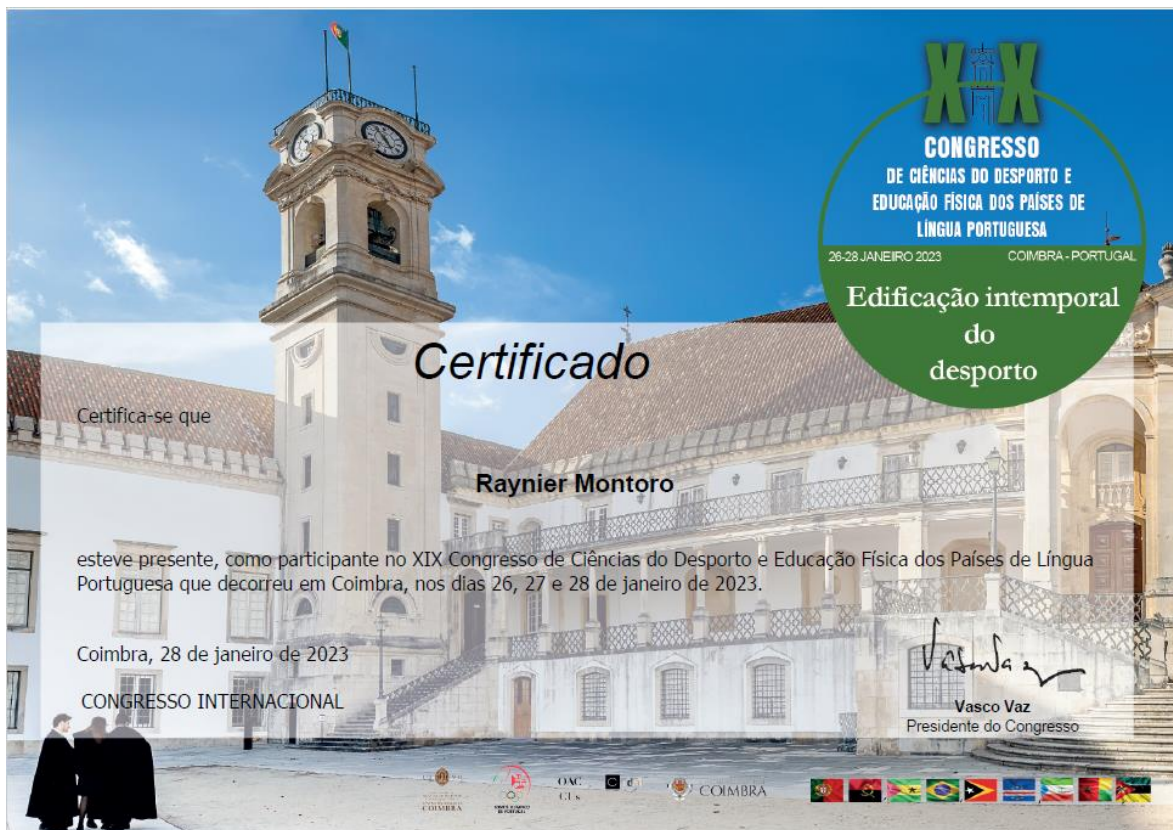 XIX
CONGRESSO
DE CIÊNCIAS DO DESPORTO E
EDUCAÇÃO FÍSICA DOS PAÍSES DE
LÍNGUA PORTUGUESA
26-28 JANEIRO 2023 COIMBRA - PORTUGAL
Edificação intemporal
do
desporto
Certificado
Certifica-se que
Raynier Montoro
esteve presente, como participante no XIX Congresso de Ciências do Desporto e Educação Física dos Países de Língua
Portuguesa que decorreu em Coimbra, nos dias 26, 27 e 28 de janeiro de 2023.
Coimbra, 28 de janeiro de 2023
CONGRESSO INTERNACIONAL
Vasco Vaz
Presidente do Congresso
COIMBRA
OAC
COIMBRA